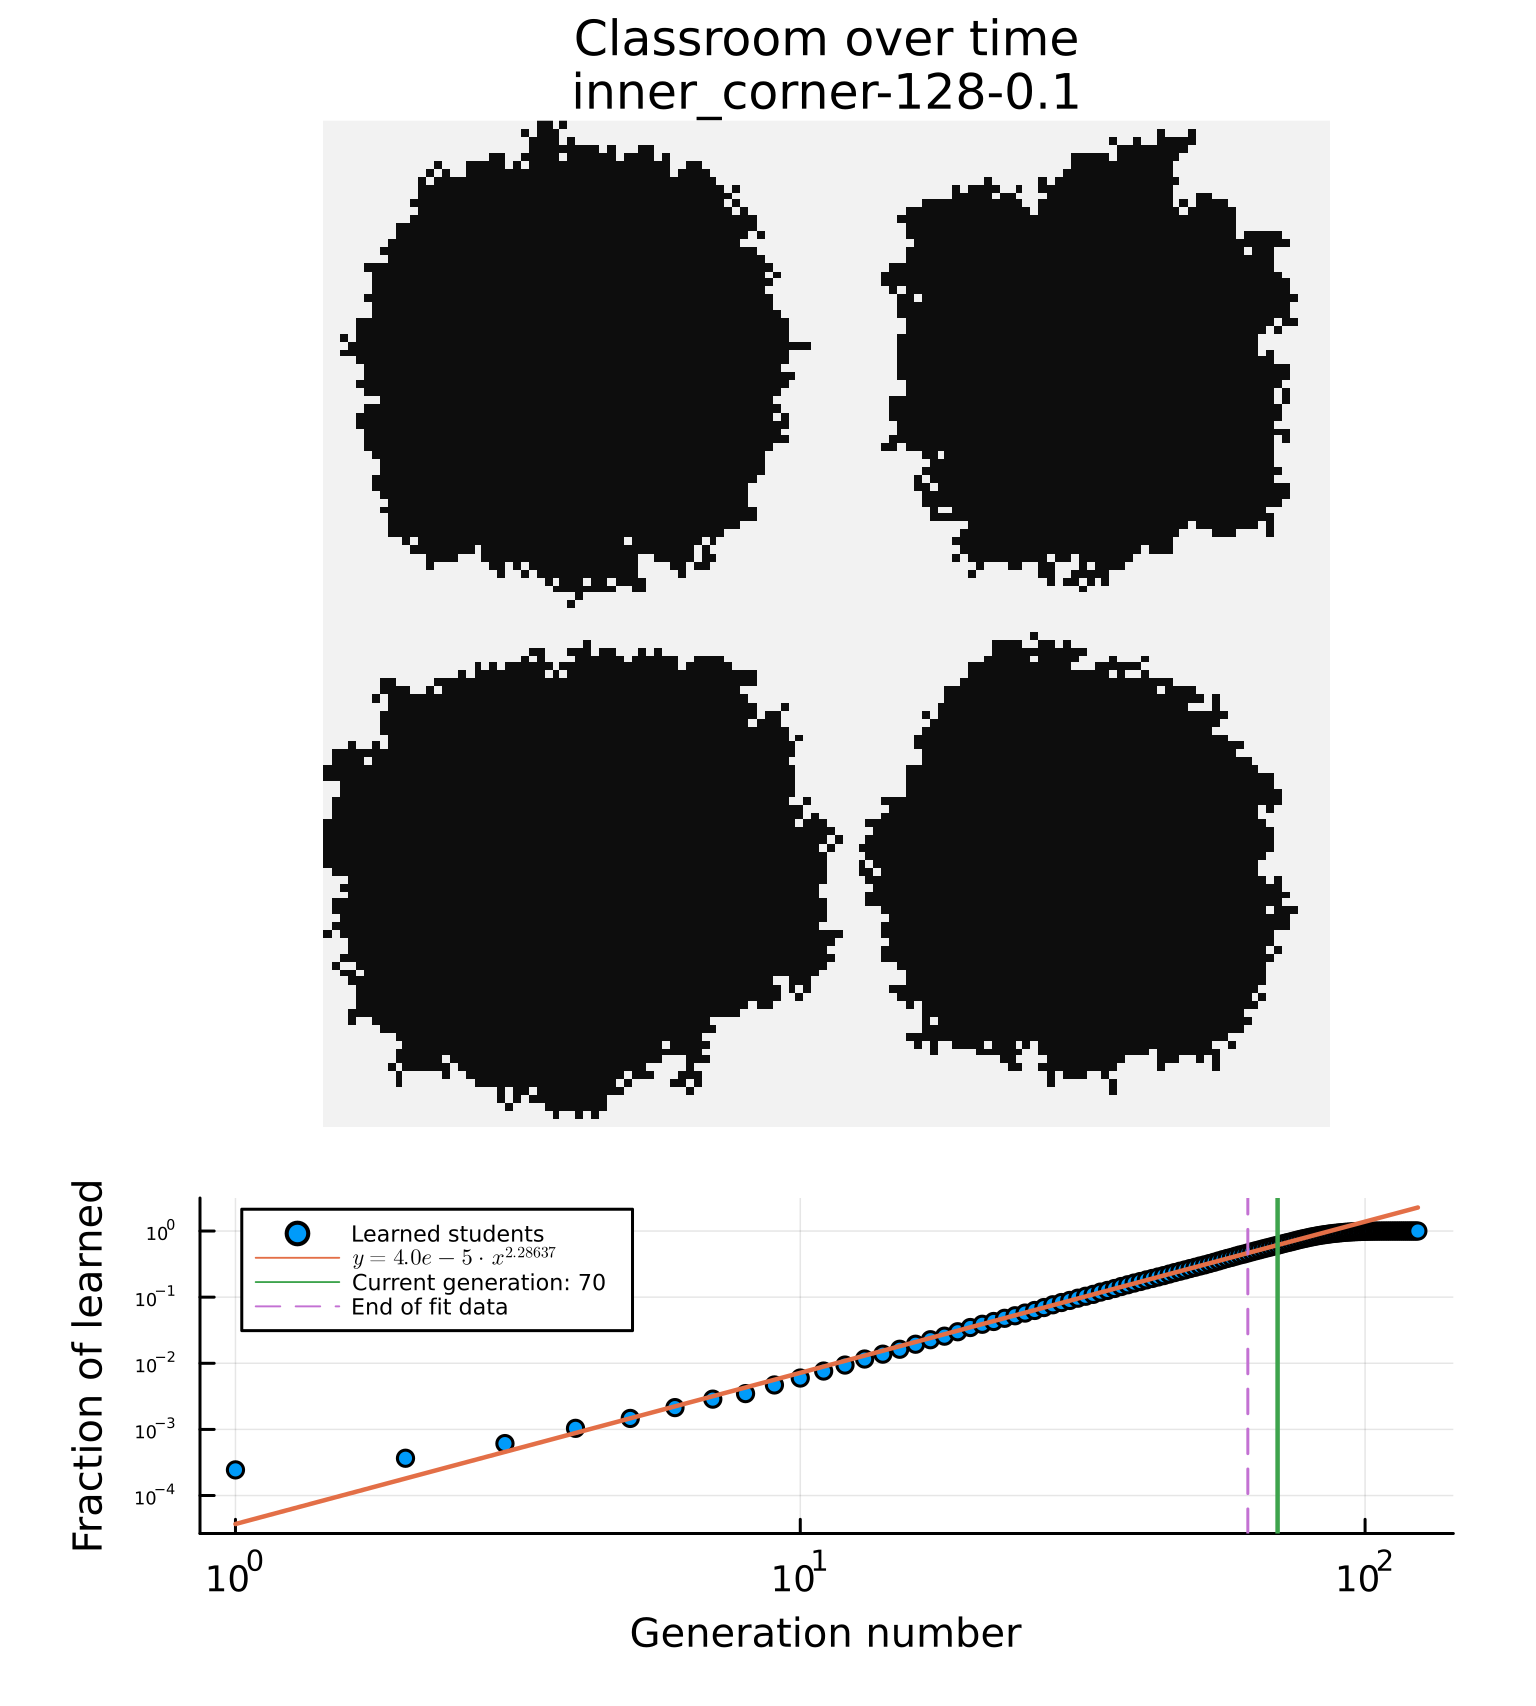 Classroom over time
inner_corner-128-0.1
Fraction of learned
10^0
10^-1
10^-2
10^-3
10^-4
Learned students
y = 4.0e − 5 · x^2.28637
Current generation: 70
End of fit data
10^0
10^1
10^2
Generation number